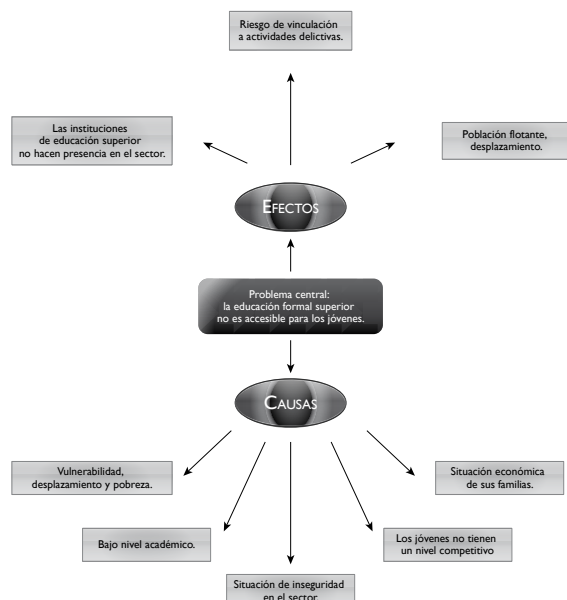 Riesgo de vinculación
a actividades delictivas.
Las instituciones
de educación superior
no hacen presencia en el sector.
Población flotante,
desplazamiento.
EFECTOS
Problema central:
la educación formal superior
no es accesible para los jóvenes.
CAUSAS
Vulnerabilidad,
desplazamiento y pobreza.
Situación económica
de sus familias.
Bajo nivel académico.
Los jóvenes no tienen
un nivel competitivo
Situación de inseguridad
en el sector.